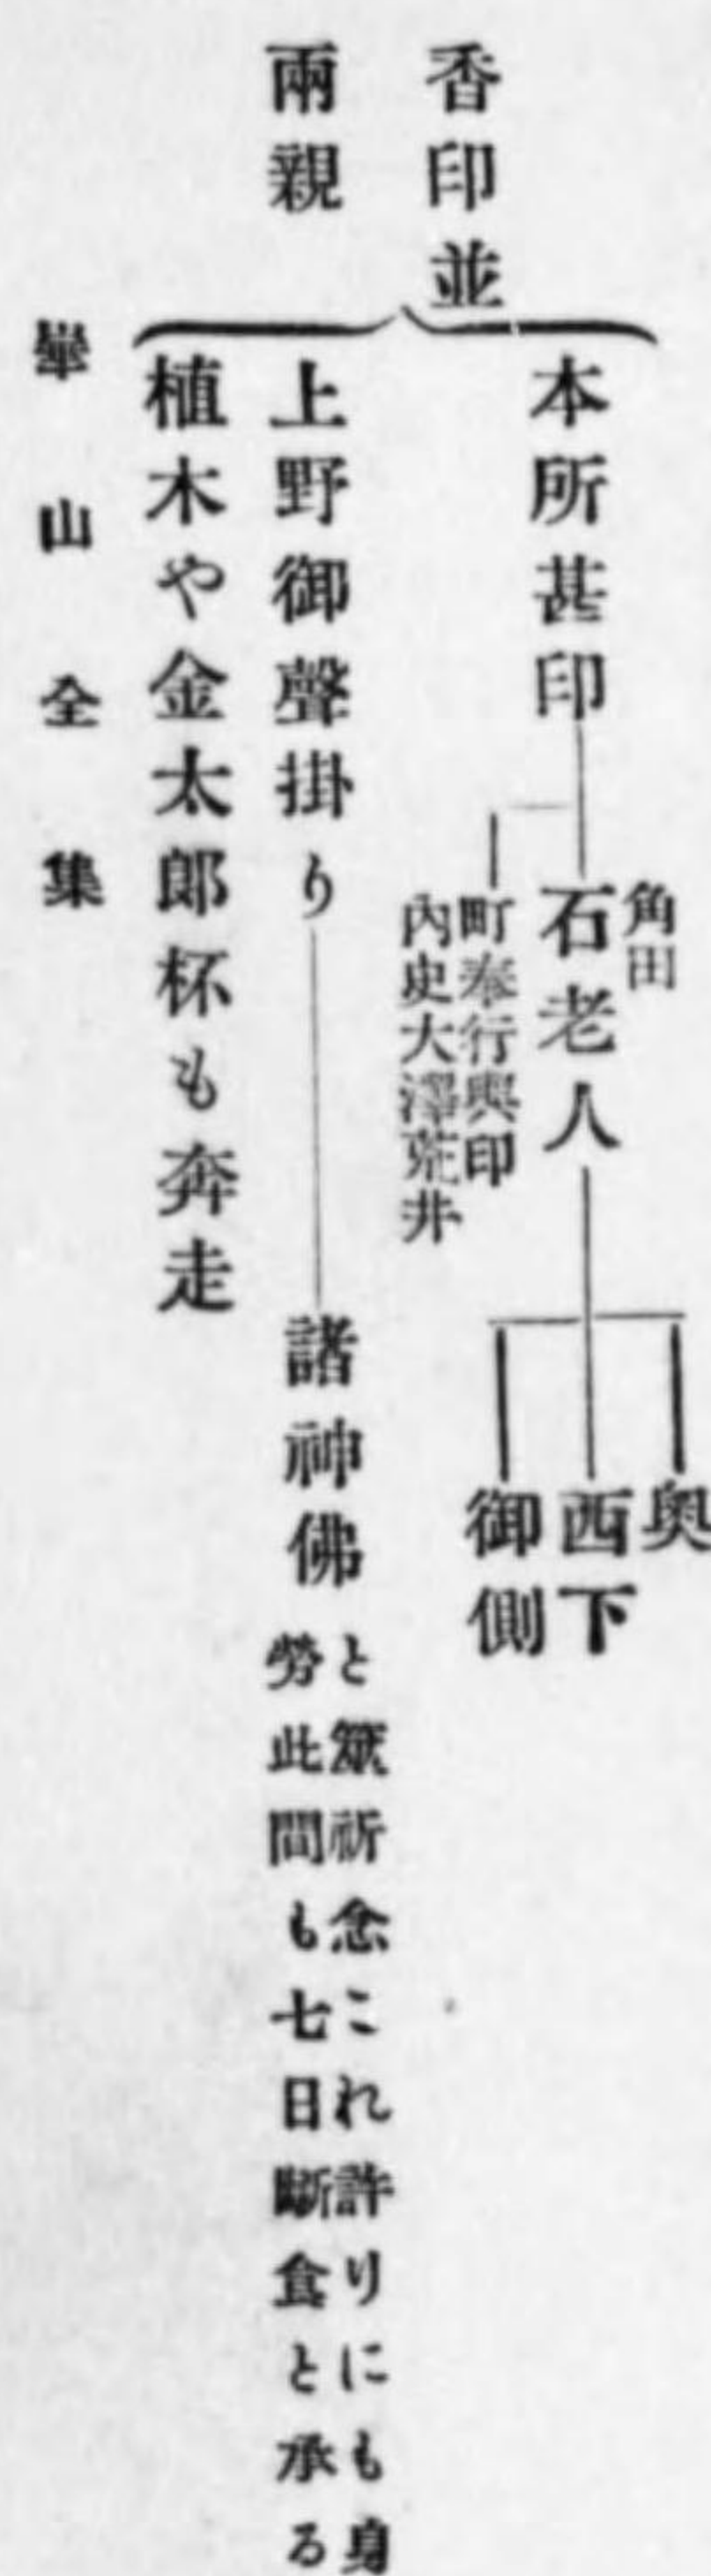 香印並
兩親
本所甚印
角田
石老人
奥
西下
御側
町奉行與印
內史大澤荒井
上野御聲掛り
諸神佛
と衆祈念これ許りにも身
勞此間も七日斷食と承る
植木や金太郎杯も奔走
崋山全集